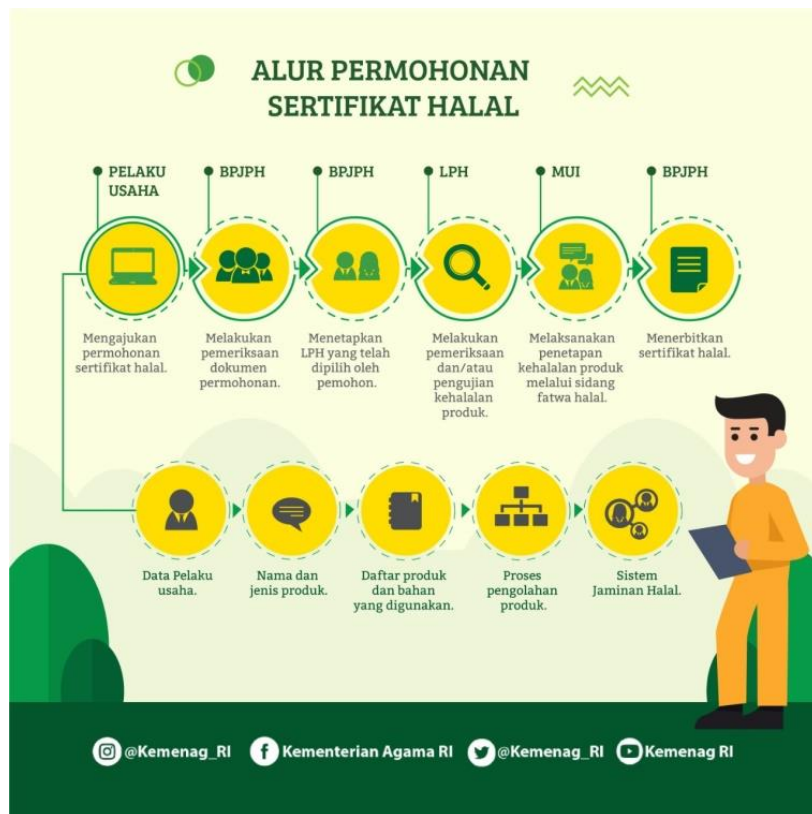 ALUR PERMOHONAN
SERTIFIKAT HALAL
PELAKU
USAHA
BPJPH
BPJPH
LPH
MUI
BPJPH
Mengajukan
permohonan
sertifikat halal.
Melakukan
pemeriksaan
dokumen
permohonan.
Menetapkan
LPH yang telah
dipilih oleh
pemohon.
Melakukan
pemeriksaan
dan/atau
pengujian
kehalalan
produk.
Melaksanakan
penetapan
kehalalan produk
melalui sidang
fatwa halal.
Menerbitkan
sertifikat halal.
Data Pelaku
usaha.
Nama dan
jenis produk.
Daftar produk
dan bahan
yang digunakan.
Proses
pengolahan
produk.
Sistem
Jaminan Halal.
@Kemenag_RI
Kementerian Agama RI
@Kemenag_RI
Kemenag RI